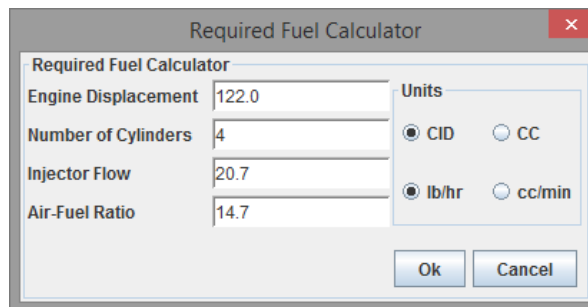 Required Fuel Calculator
Required Fuel Calculator
Engine Displacement 122.0
Number of Cylinders 4
Injector Flow 20.7
Air-Fuel Ratio 14.7
Units
CID CC
lb/hr cc/min
Ok Cancel